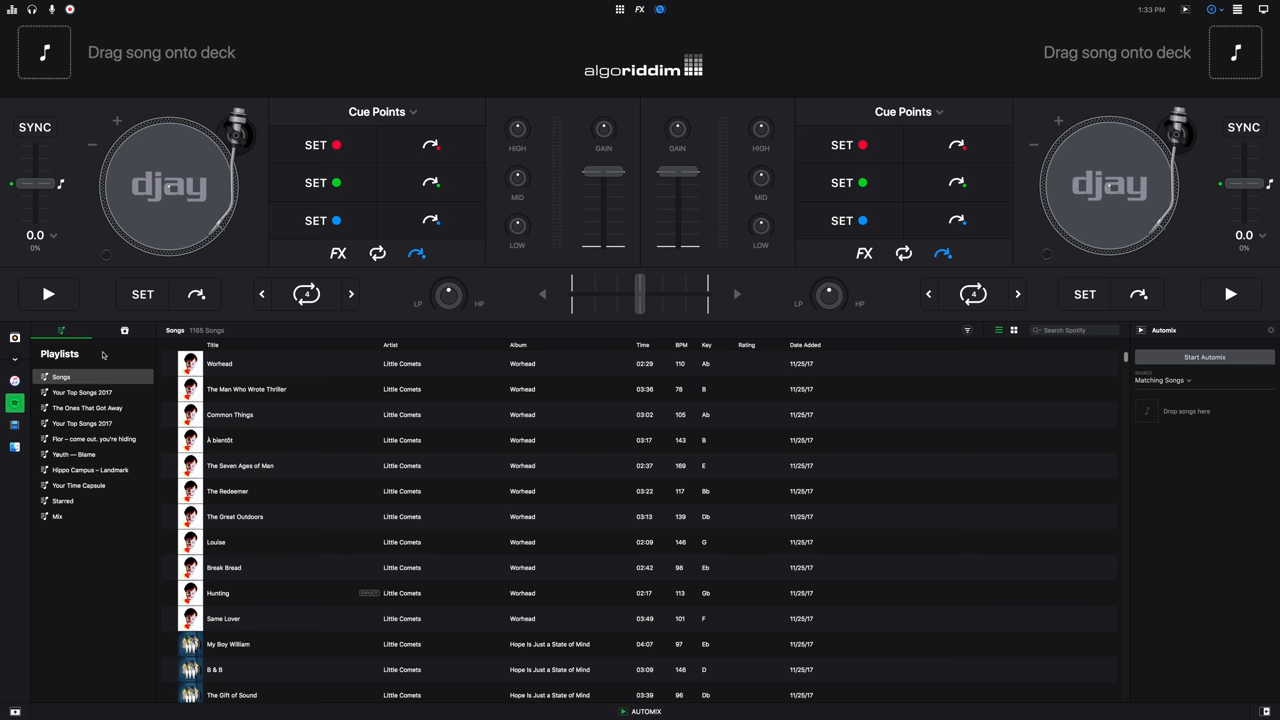 FX
1:33 PM
Drag song onto deck
algoriddim
Drag song onto deck
SYNC
djay
0.0
0%
Cue Points
SET
SET
SET
FX
HIGH
MID
LOW
GAIN
GAIN
HIGH
MID
LOW
Cue Points
SET
SET
SET
FX
djay
SYNC
0.0
0%
SET
4
LP
HP
LP
HP
4
SET
Playlists
Songs
Your Top Songs 2017
The Ones That Got Away
Your Top Songs 2017
Flor – come out. you're hiding
Yøuth — Blame
Hippo Campus – Landmark
Your Time Capsule
Starred
Mix
Songs 1165 Songs
Search Spotify
Title Artist Album Time BPM Key Rating Date Added
Worhead Little Comets Worhead 02:29 110 Ab 11/25/17
The Man Who Wrote Thriller Little Comets Worhead 03:36 78 B 11/25/17
Common Things Little Comets Worhead 03:02 105 Ab 11/25/17
À bientôt Little Comets Worhead 03:17 143 B 11/25/17
The Seven Ages of Man Little Comets Worhead 02:37 169 E 11/25/17
The Redeemer Little Comets Worhead 03:22 117 Bb 11/25/17
The Great Outdoors Little Comets Worhead 03:13 139 Db 11/25/17
Louise Little Comets Worhead 02:09 146 G 11/25/17
Break Bread Little Comets Worhead 02:42 98 Eb 11/25/17
Hunting EXPLICIT Little Comets Worhead 02:17 113 Gb 11/25/17
Same Lover Little Comets Worhead 03:49 101 F 11/25/17
My Boy William Little Comets Hope Is Just a State of Mind 04:07 97 Eb 11/25/17
B & B Little Comets Hope Is Just a State of Mind 03:09 146 D 11/25/17
The Gift of Sound Little Comets Hope Is Just a State of Mind 03:39 96 Db 11/25/17
Automix
Start Automix
SOURCE
Matching Songs
Drop songs here
AUTOMIX